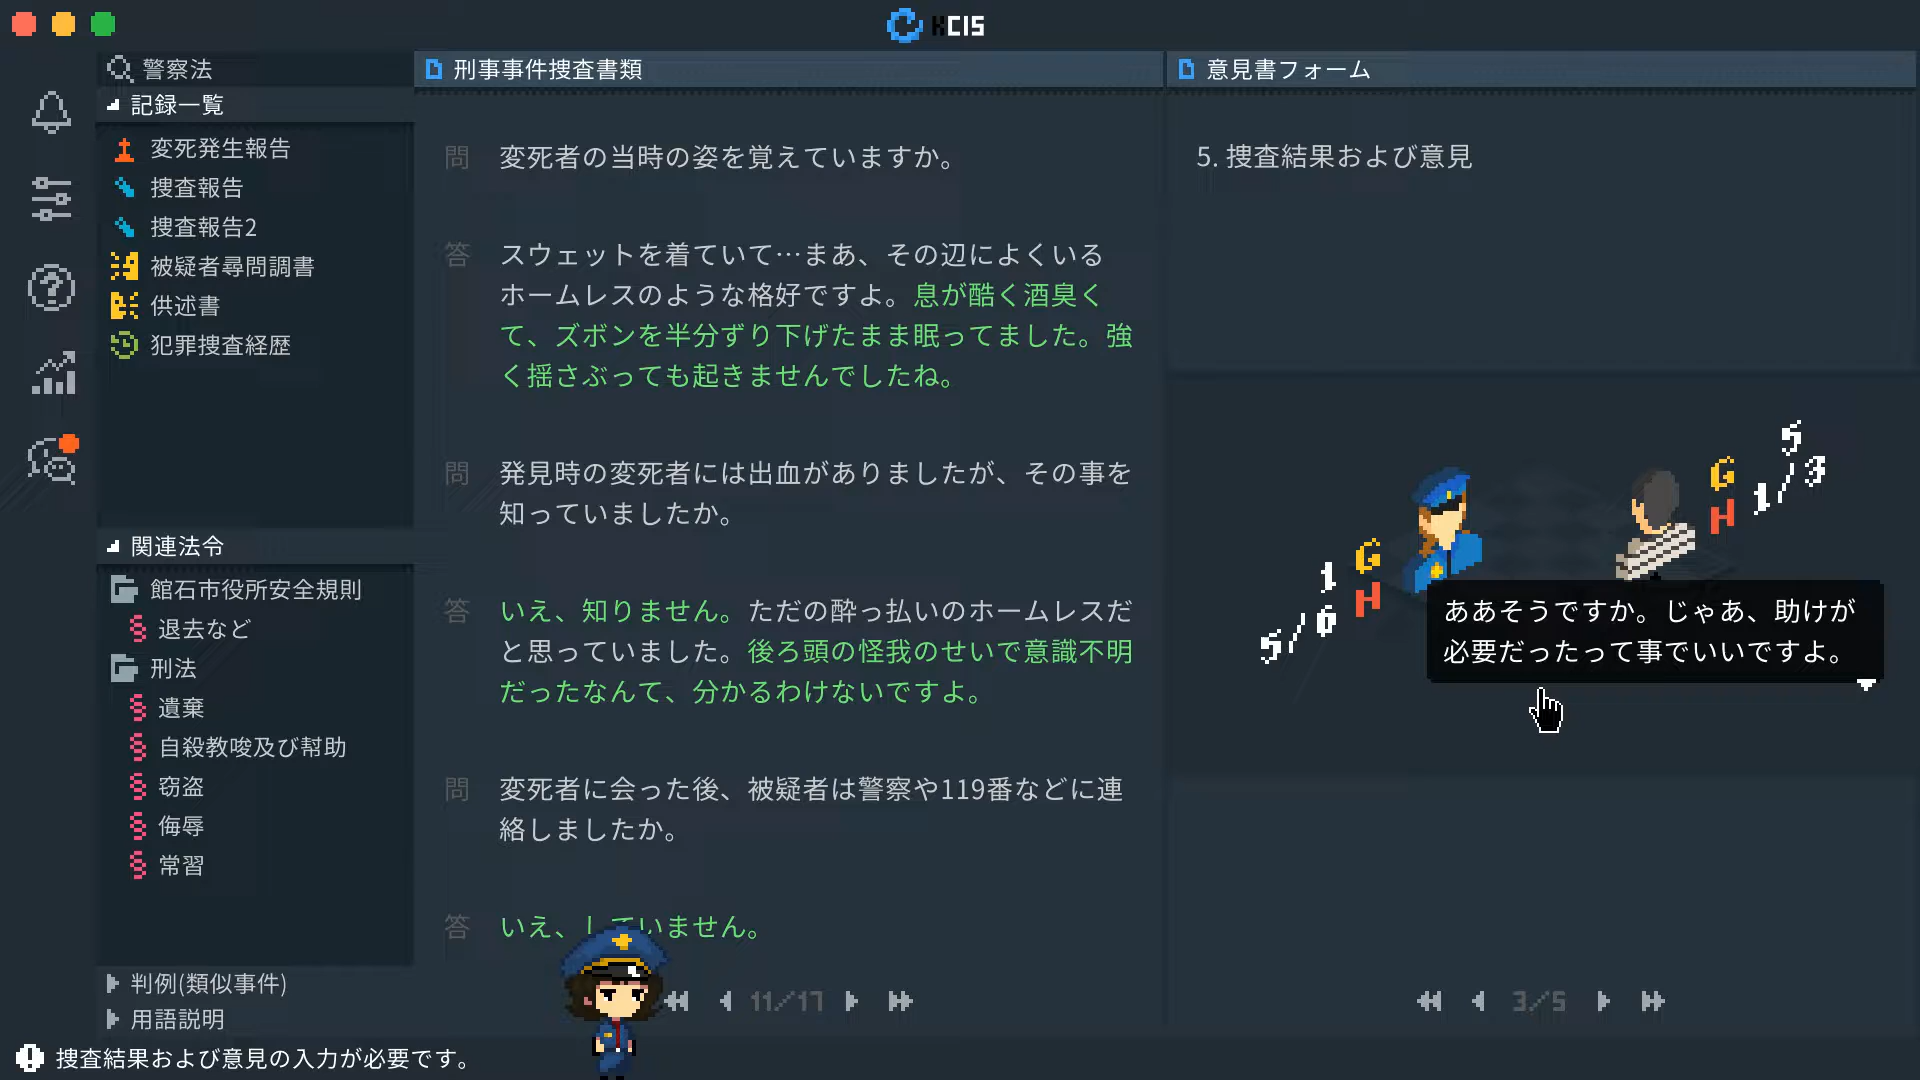 KCIS
警察法
記録一覧
変死発生報告
捜査報告
捜査報告2
被疑者尋問調書
供述書
犯罪捜査経歴
関連法令
館石市役所安全規則
退去など
刑法
遺棄
自殺教唆及び幇助
窃盗
侮辱
常習
判例(類似事件)
用語説明
捜査結果および意見の入力が必要です。
刑事事件捜査書類
問 変死者の当時の姿を覚えていますか。
答 スウェットを着ていて…まあ、その辺によくいる
ホームレスのような格好ですよ。息が酷く酒臭く
て、ズボンを半分ずり下げたまま眠ってました。強
く揺さぶっても起きませんでしたね。
問 発見時の変死者には出血がありましたが、その事を
知っていましたか。
答 いえ、知りません。ただの酔っ払いのホームレスだ
と思っていました。後ろ頭の怪我のせいで意識不明
だったなんて、分かるわけないですよ。
問 変死者に会った後、被疑者は警察や119番などに連
絡しましたか。
答 いえ、していません。
11/17
意見書フォーム
5. 捜査結果および意見
5
G
H 1/3
1 G
H
5/6
ああそうですか。じゃあ、助けが
必要だったって事でいいですよ。
3/5